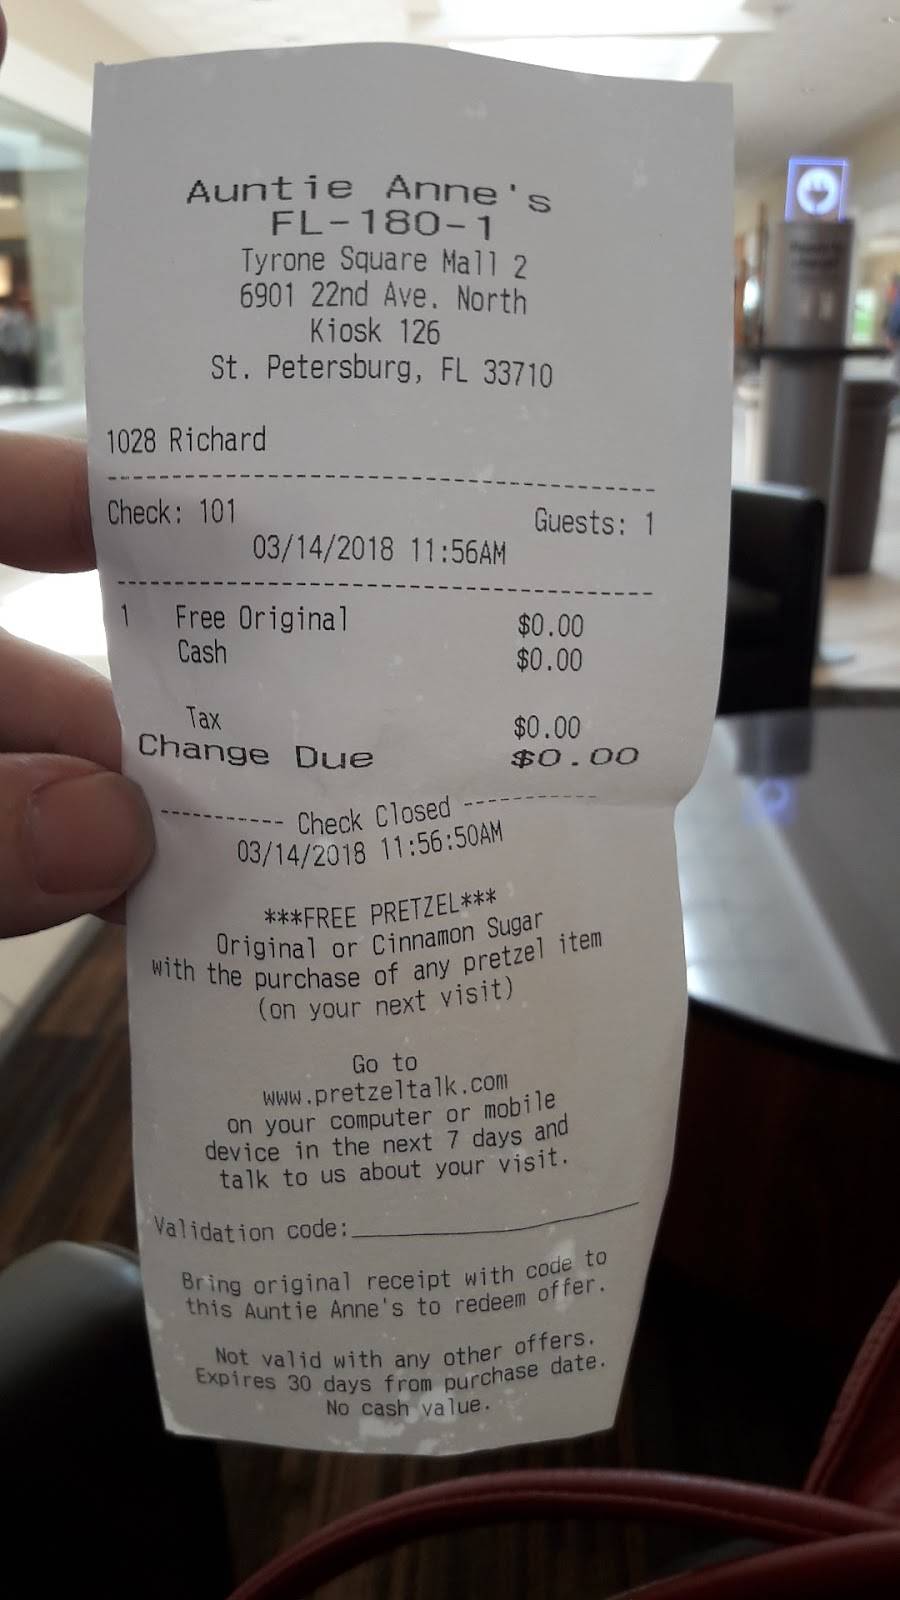 Auntie Anne's
FL-180-1
Tyrone Square Mall 2
6901 22nd Ave. North
Kiosk 126
St. Petersburg, FL 33710
1028 Richard
Check: 101 Guests: 1
03/14/2018 11:56AM
1 Free Original $0.00
Cash $0.00
Tax $0.00
Change Due $0.00
----------- Check Closed -----------
03/14/2018 11:56:50AM
***FREE PRETZEL***
Original or Cinnamon Sugar
with the purchase of any pretzel item
(on your next visit)
Go to
www.pretzeltalk.com
on your computer or mobile
device in the next 7 days and
talk to us about your visit.
Validation code:
Bring original receipt with code to
this Auntie Anne's to redeem offer.
Not valid with any other offers.
Expires 30 days from purchase date.
No cash value.